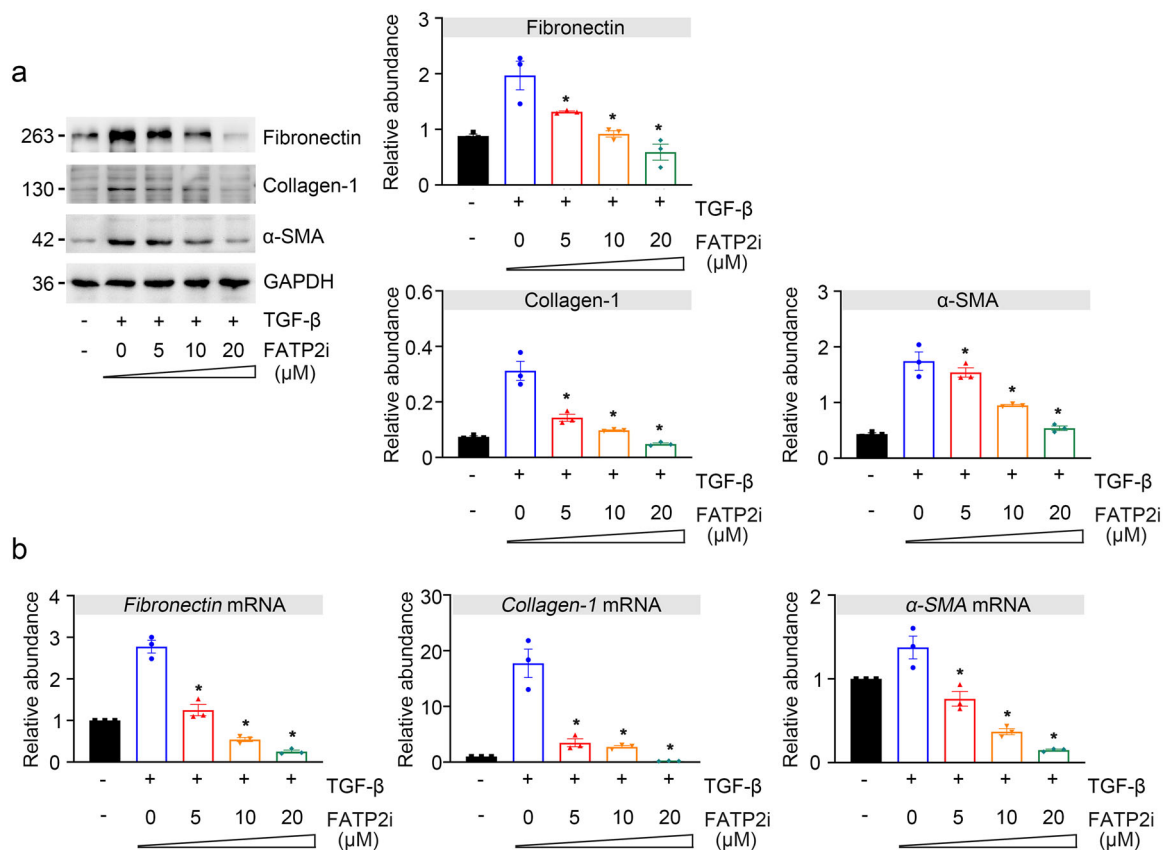 a
263
Fibronectin
130
Collagen-1
42
α-SMA
36
GAPDH
- + + + + TGF-β
- 0 5 10 20 FATP2i
(μM)
Fibronectin
Relative abundance
3
2
1
0
*
*
*
- + + + + TGF-β
- 0 5 10 20 FATP2i
(μM)
Collagen-1
Relative abundance
0.6
0.4
0.2
0.0
*
*
*
- + + + + TGF-β
- 0 5 10 20 FATP2i
(μM)
α-SMA
Relative abundance
3
2
1
0
*
*
*
- + + + + TGF-β
- 0 5 10 20 FATP2i
(μM)
b
Fibronectin mRNA
Relative abundance
4
3
2
1
0
*
*
*
- + + + + TGF-β
- 0 5 10 20 FATP2i
(μM)
Collagen-1 mRNA
Relative abundance
30
20
10
0
*
*
*
- + + + + TGF-β
- 0 5 10 20 FATP2i
(μM)
α-SMA mRNA
Relative abundance
2
1
0
*
*
*
- + + + + TGF-β
- 0 5 10 20 FATP2i
(μM)